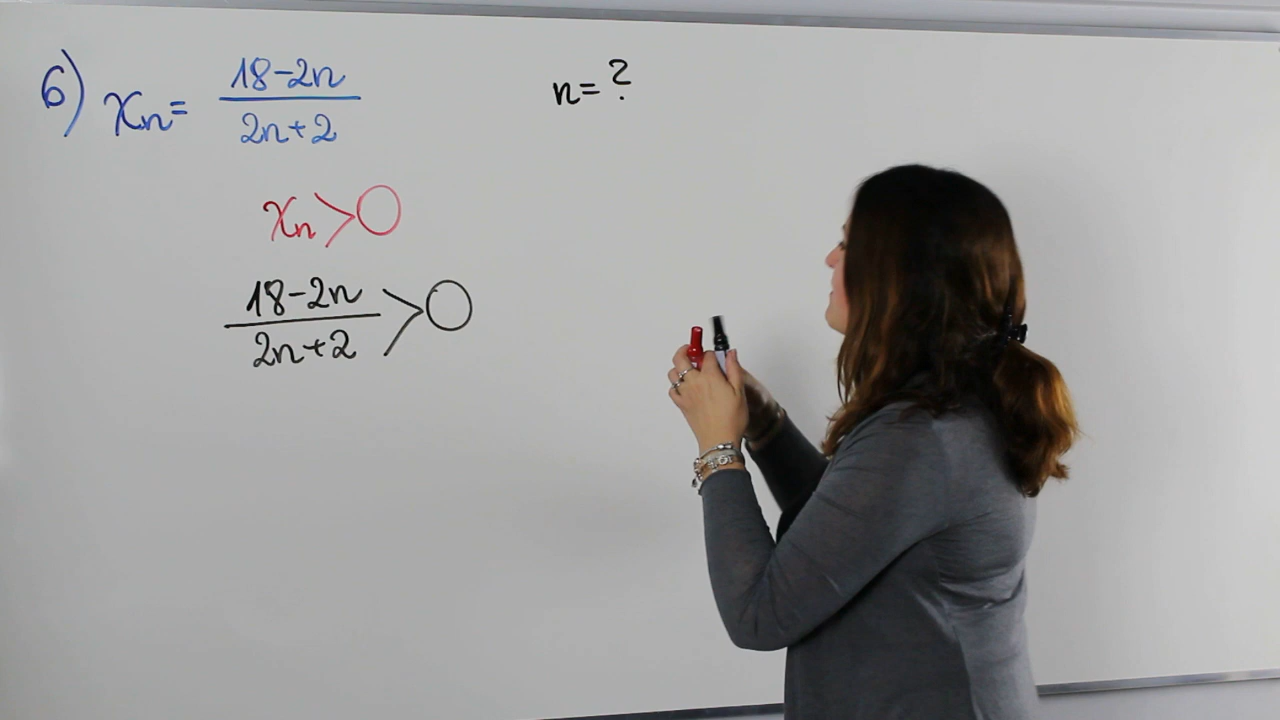 6) xn = 18-2n / 2n+2
n = ?
xn > 0
18-2n / 2n+2 > 0